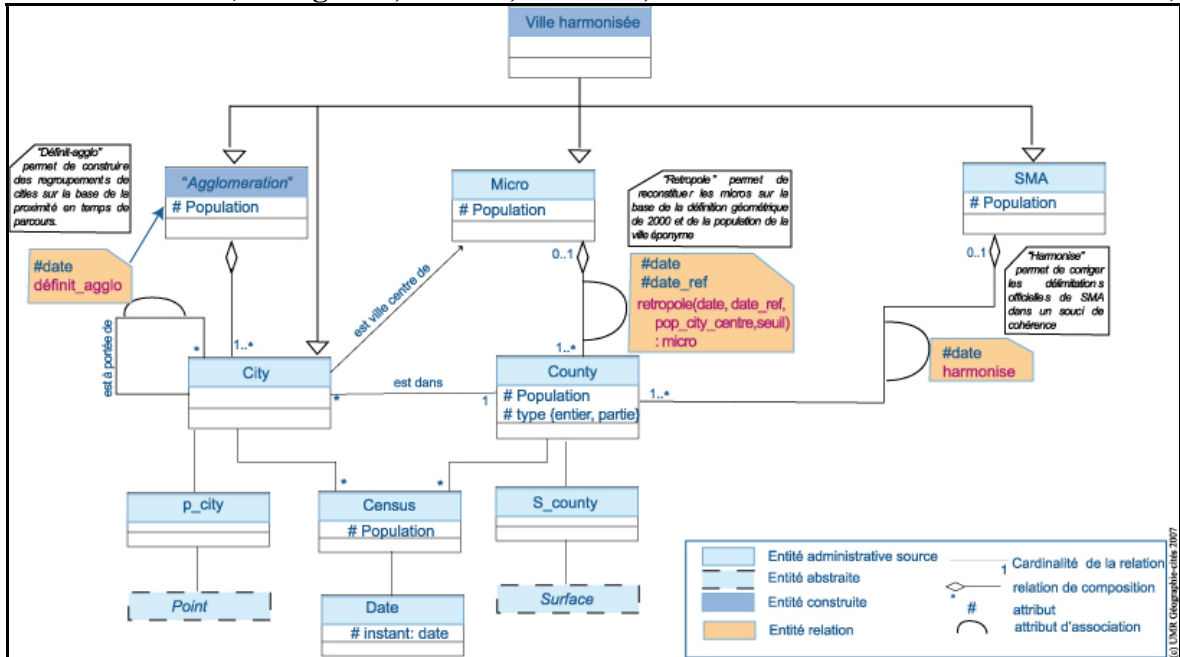 Ville harmonisée
"Définit-agglo"
permet de construire
des regroupements de
cities sur la base de la
proximité en temps de
parcours.
"Agglomeration"
# Population
Micro
# Population
"Retropole" permet de
reconstituer les micros sur la
base de la définition géométrique
de 2000 et de la population de la
ville éponyme
SMA
# Population
#date
définit_agglo
0..1
#date
#date_ref
retropole(date, date_ref,
pop_city_centre,seuil)
: micro
0..1
"Harmonise"
permet de corriger
les délimitations
officielles de SMA
dans un souci de
cohérence
est ville centre de
est à portée de
*
1..*
1..*
#date
harmonise
City
est dans
*
1
County
# Population
# type {entier, partie}
1..*
p_city
*
*
Census
# Population
S_county
Point
Date
# instant: date
Surface
Entité administrative source
Entité abstraite
Entité construite
Entité relation
1 Cardinalité de la relation
relation de composition
*
# attribut
attribut d'association
(c) UMR Géographie-cités 2007